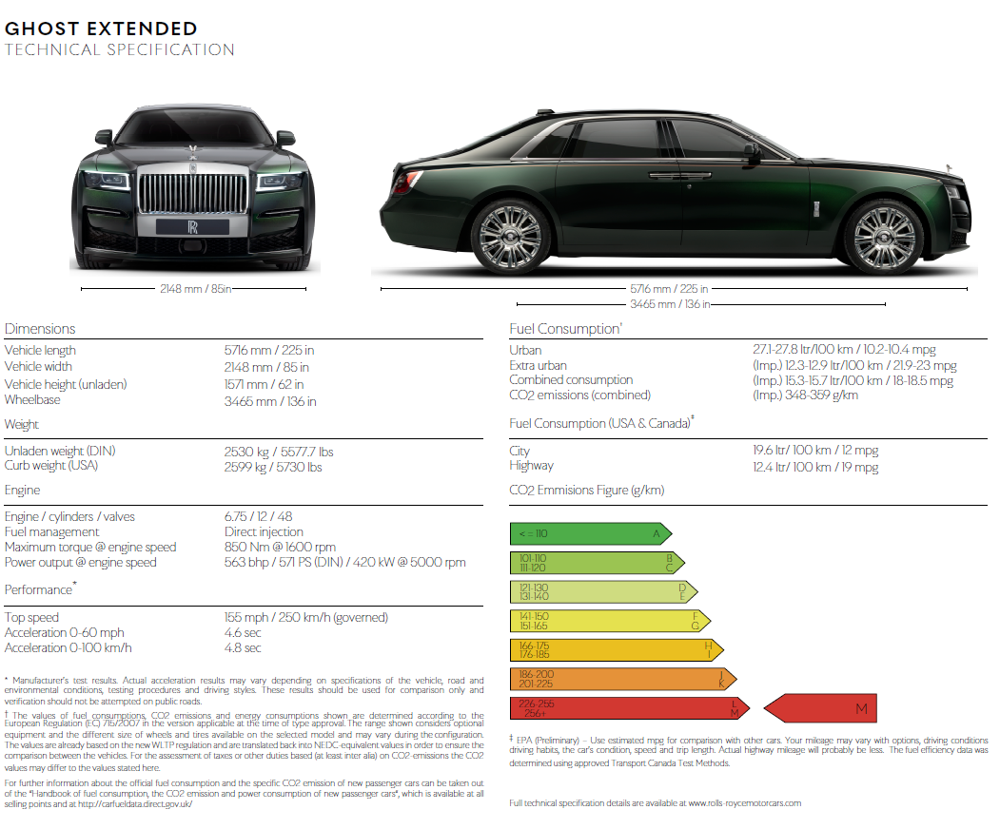 GHOST EXTENDED
TECHNICAL SPECIFICATION
2148 mm / 85in
5716 mm / 225 in
3465 mm / 136 in
Dimensions
Vehicle length 5716 mm / 225 in
Vehicle width 2148 mm / 85 in
Vehicle height (unladen) 1571 mm / 62 in
Wheelbase 3465 mm / 136 in
Weight
Unladen weight (DIN) 2530 kg / 5577.7 lbs
Curb weight (USA) 2599 kg / 5730 lbs
Engine
Engine / cylinders / valves 6.75 / 12 / 48
Fuel management Direct injection
Maximum torque @ engine speed 850 Nm @ 1600 rpm
Power output @ engine speed 563 bhp / 571 PS (DIN) / 420 kW @ 5000 rpm
Performance*
Top speed 155 mph / 250 km/h (governed)
Acceleration 0-60 mph 4.6 sec
Acceleration 0-100 km/h 4.8 sec
* Manufacturer's test results. Actual acceleration results may vary depending on specifications of the vehicle, road and
environmental conditions, testing procedures and driving styles. These results should be used for comparison only and
verification should not be attempted on public roads.
† The values of fuel consumptions, CO2 emissions and energy consumptions shown are determined according to the
European Regulation (EC) 715/2007 in the version applicable at the time of type approval. The range shown considers optional
equipment and the different size of wheels and tires available on the selected model and may vary during the configuration.
The values are already based on the new WLTP regulation and are translated back into NEDC-equivalent values in order to ensure the
comparison between the vehicles. For the assessment of taxes or other duties based (at least inter alia) on CO2-emissions the CO2
values may differ to the values stated here.
For further information about the official fuel consumption and the specific CO2 emission of new passenger cars can be taken out
of the "Handbook of fuel consumption, the CO2 emission and power consumption of new passenger cars", which is available at all
selling points and at http://carfueldata.direct.gov.uk/
Fuel Consumption†
Urban 27.1-27.8 ltr/100 km / 10.2-10.4 mpg
Extra urban (Imp.) 12.3-12.9 ltr/100 km / 21.9-23 mpg
Combined consumption (Imp.) 15.3-15.7 ltr/100 km / 18-18.5 mpg
CO2 emissions (combined) (Imp.) 348-359 g/km
Fuel Consumption (USA & Canada)‡
City 19.6 ltr/ 100 km / 12 mpg
Highway 12.4 ltr/ 100 km / 19 mpg
CO2 Emmisions Figure (g/km)
<= 110 A
101-110 B
111-120 C
121-130 D
131-140 E
141-150 F
151-165 G
166-175 H
176-185 I
186-200 J
201-225 K
226-255 L
256+ M
M
‡ EPA (Preliminary) – Use estimated mpg for comparison with other cars. Your mileage may vary with options, driving conditions
driving habits, the car's condition, speed and trip length. Actual highway mileage will probably be less. The fuel efficiency data was
determined using approved Transport Canada Test Methods.
Full technical specification details are available at www.rolls-roycemotorcars.com